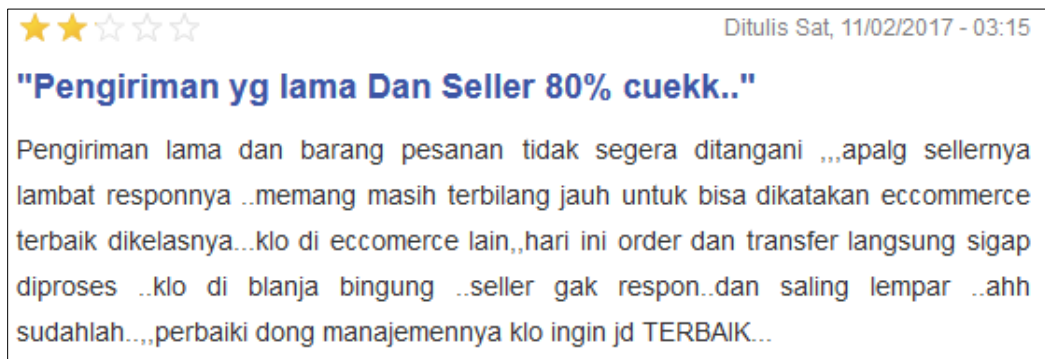 Ditulis Sat, 11/02/2017 - 03:15
"Pengiriman yg lama Dan Seller 80% cuekk.."
Pengiriman lama dan barang pesanan tidak segera ditangani ,,,apalg sellernya
lambat responnya ..memang masih terbilang jauh untuk bisa dikatakan eccommerce
terbaik dikelasnya...klo di eccomerce lain,,hari ini order dan transfer langsung sigap
diproses ..klo di blanja bingung ..seller gak respon..dan saling lempar ..ahh
sudahlah..,,perbaiki dong manajemennya klo ingin jd TERBAIK...